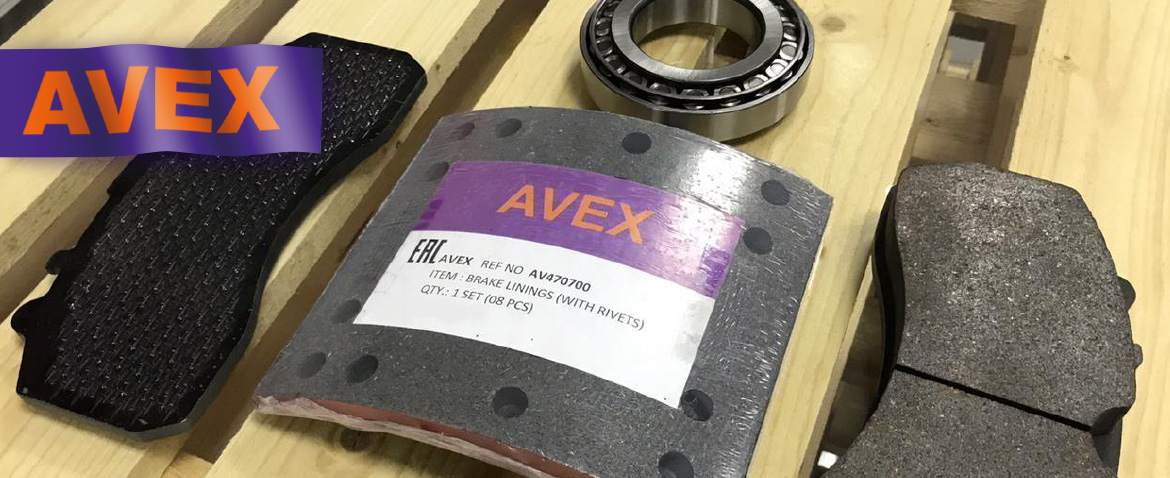 AVEX
AVEX
EAC AVEX REF NO AV470700
ITEM : BRAKE LININGS (WITH RIVETS)
QTY.: 1 SET (08 PCS)